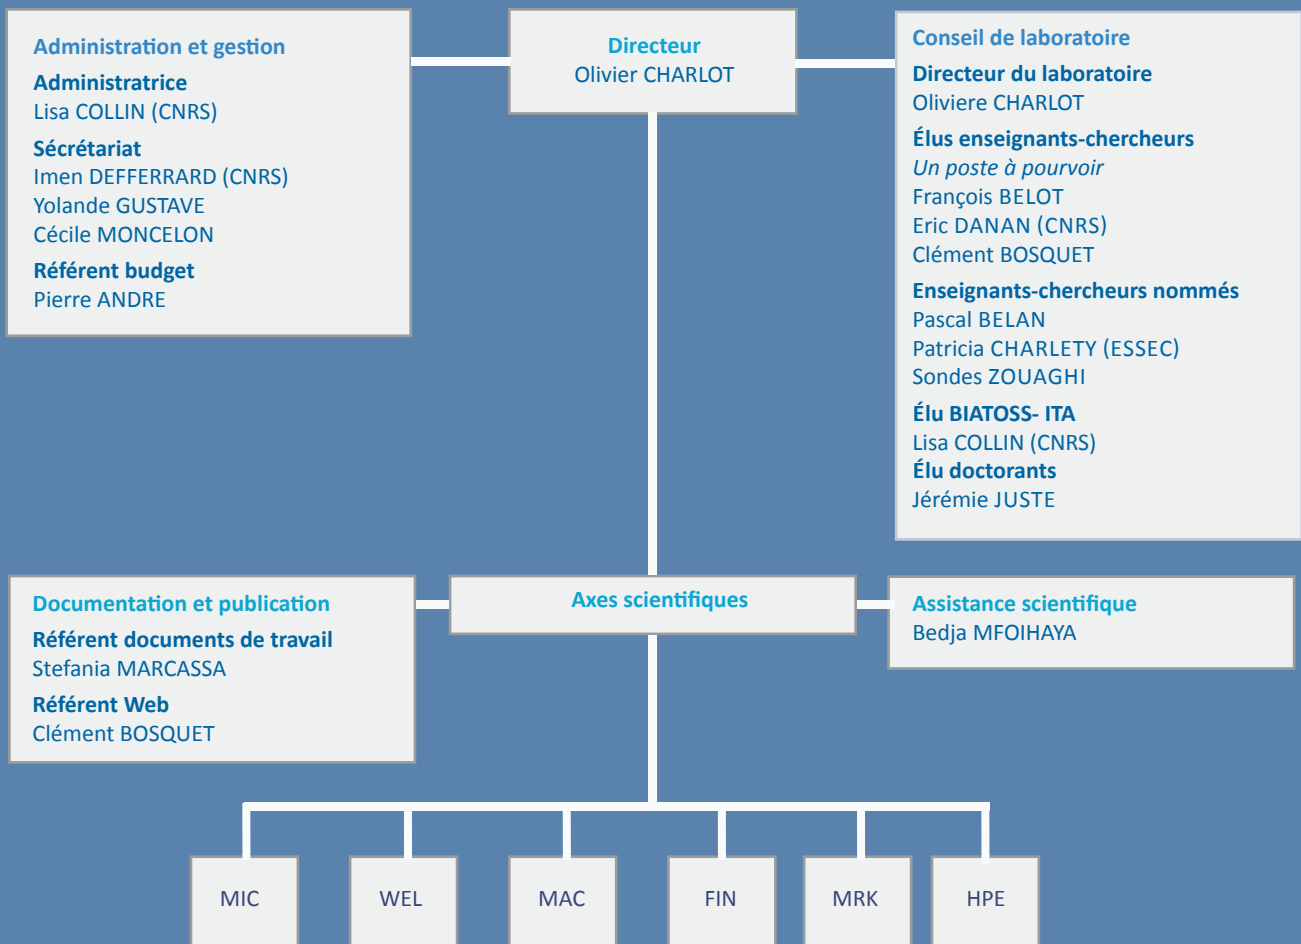 Administration et gestion
Administratrice
Lisa COLLIN (CNRS)
Sécrétariat
Imen DEFFERRARD (CNRS)
Yolande GUSTAVE
Cécile MONCELON
Référent budget
Pierre ANDRE
Directeur
Olivier CHARLOT
Conseil de laboratoire
Directeur du laboratoire
Oliviere CHARLOT
Élus enseignants-chercheurs
Un poste à pourvoir
François BELOT
Eric DANAN (CNRS)
Clément BOSQUET
Enseignants-chercheurs nommés
Pascal BELAN
Patricia CHARLETY (ESSEC)
Sondes ZOUAGHI
Élu BIATOSS- ITA
Lisa COLLIN (CNRS)
Élu doctorants
Jérémie JUSTE
Documentation et publication
Référent documents de travail
Stefania MARCASSA
Référent Web
Clément BOSQUET
Axes scientifiques
Assistance scientifique
Bedja MFOIHAYA
MIC
WEL
MAC
FIN
MRK
HPE